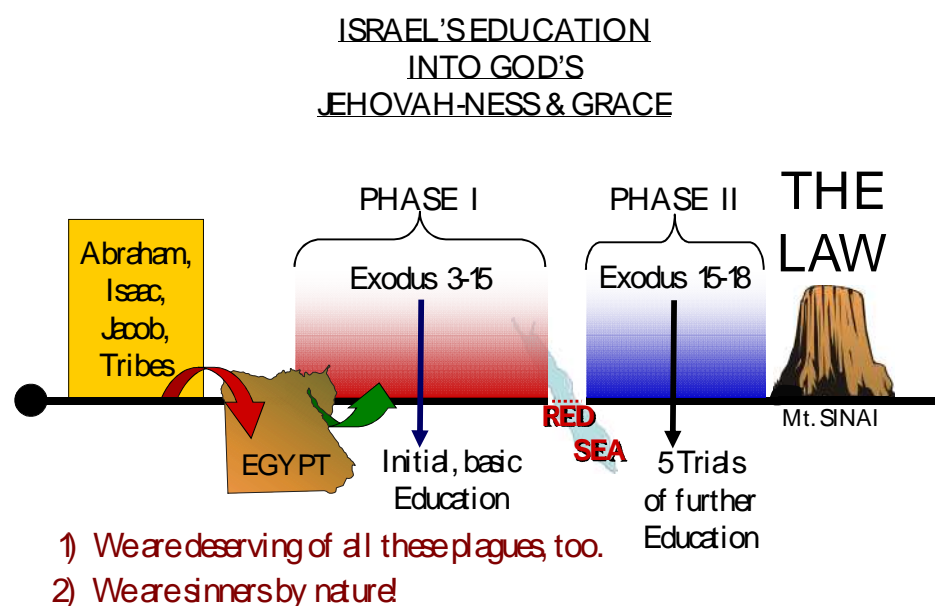 ISRAEL'S EDUCATION
INTO GOD'S
JEHOVAH-NESS & GRACE
PHASE I
PHASE II
THE
LAW
Abraham,
Isaac,
Jacob,
Tribes
Exodus 3-15
Exodus 15-18
RED
SEA
Mt. SINAI
EGYPT
Initial, basic
Education
5 Trials
of further
Education
1) We are deserving of all these plagues, too.
2) We are sinners by nature!